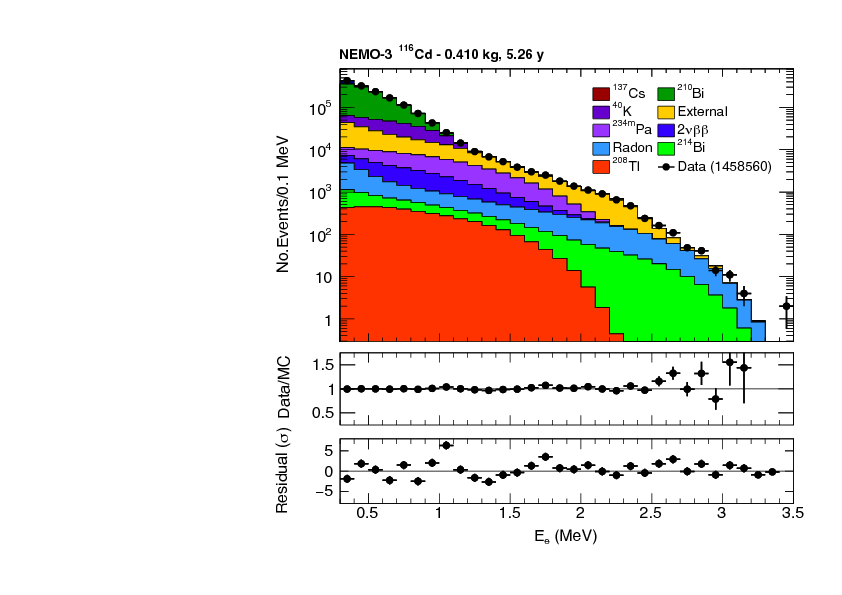 NEMO-3 ¹¹⁶Cd - 0.410 kg, 5.26 y
No.Events/0.1 MeV
10⁵
10⁴
10³
10²
10
1
¹³⁷Cs
²¹⁰Bi
⁴⁰K
External
²³⁴ᵐPa
2νββ
Radon
²¹⁴Bi
²⁰⁸Tl
Data (1458560)
Data/MC
1.5
1
0.5
Residual (σ)
5
0
−5
0.5 1 1.5 2 2.5 3 3.5
Eₑ (MeV)